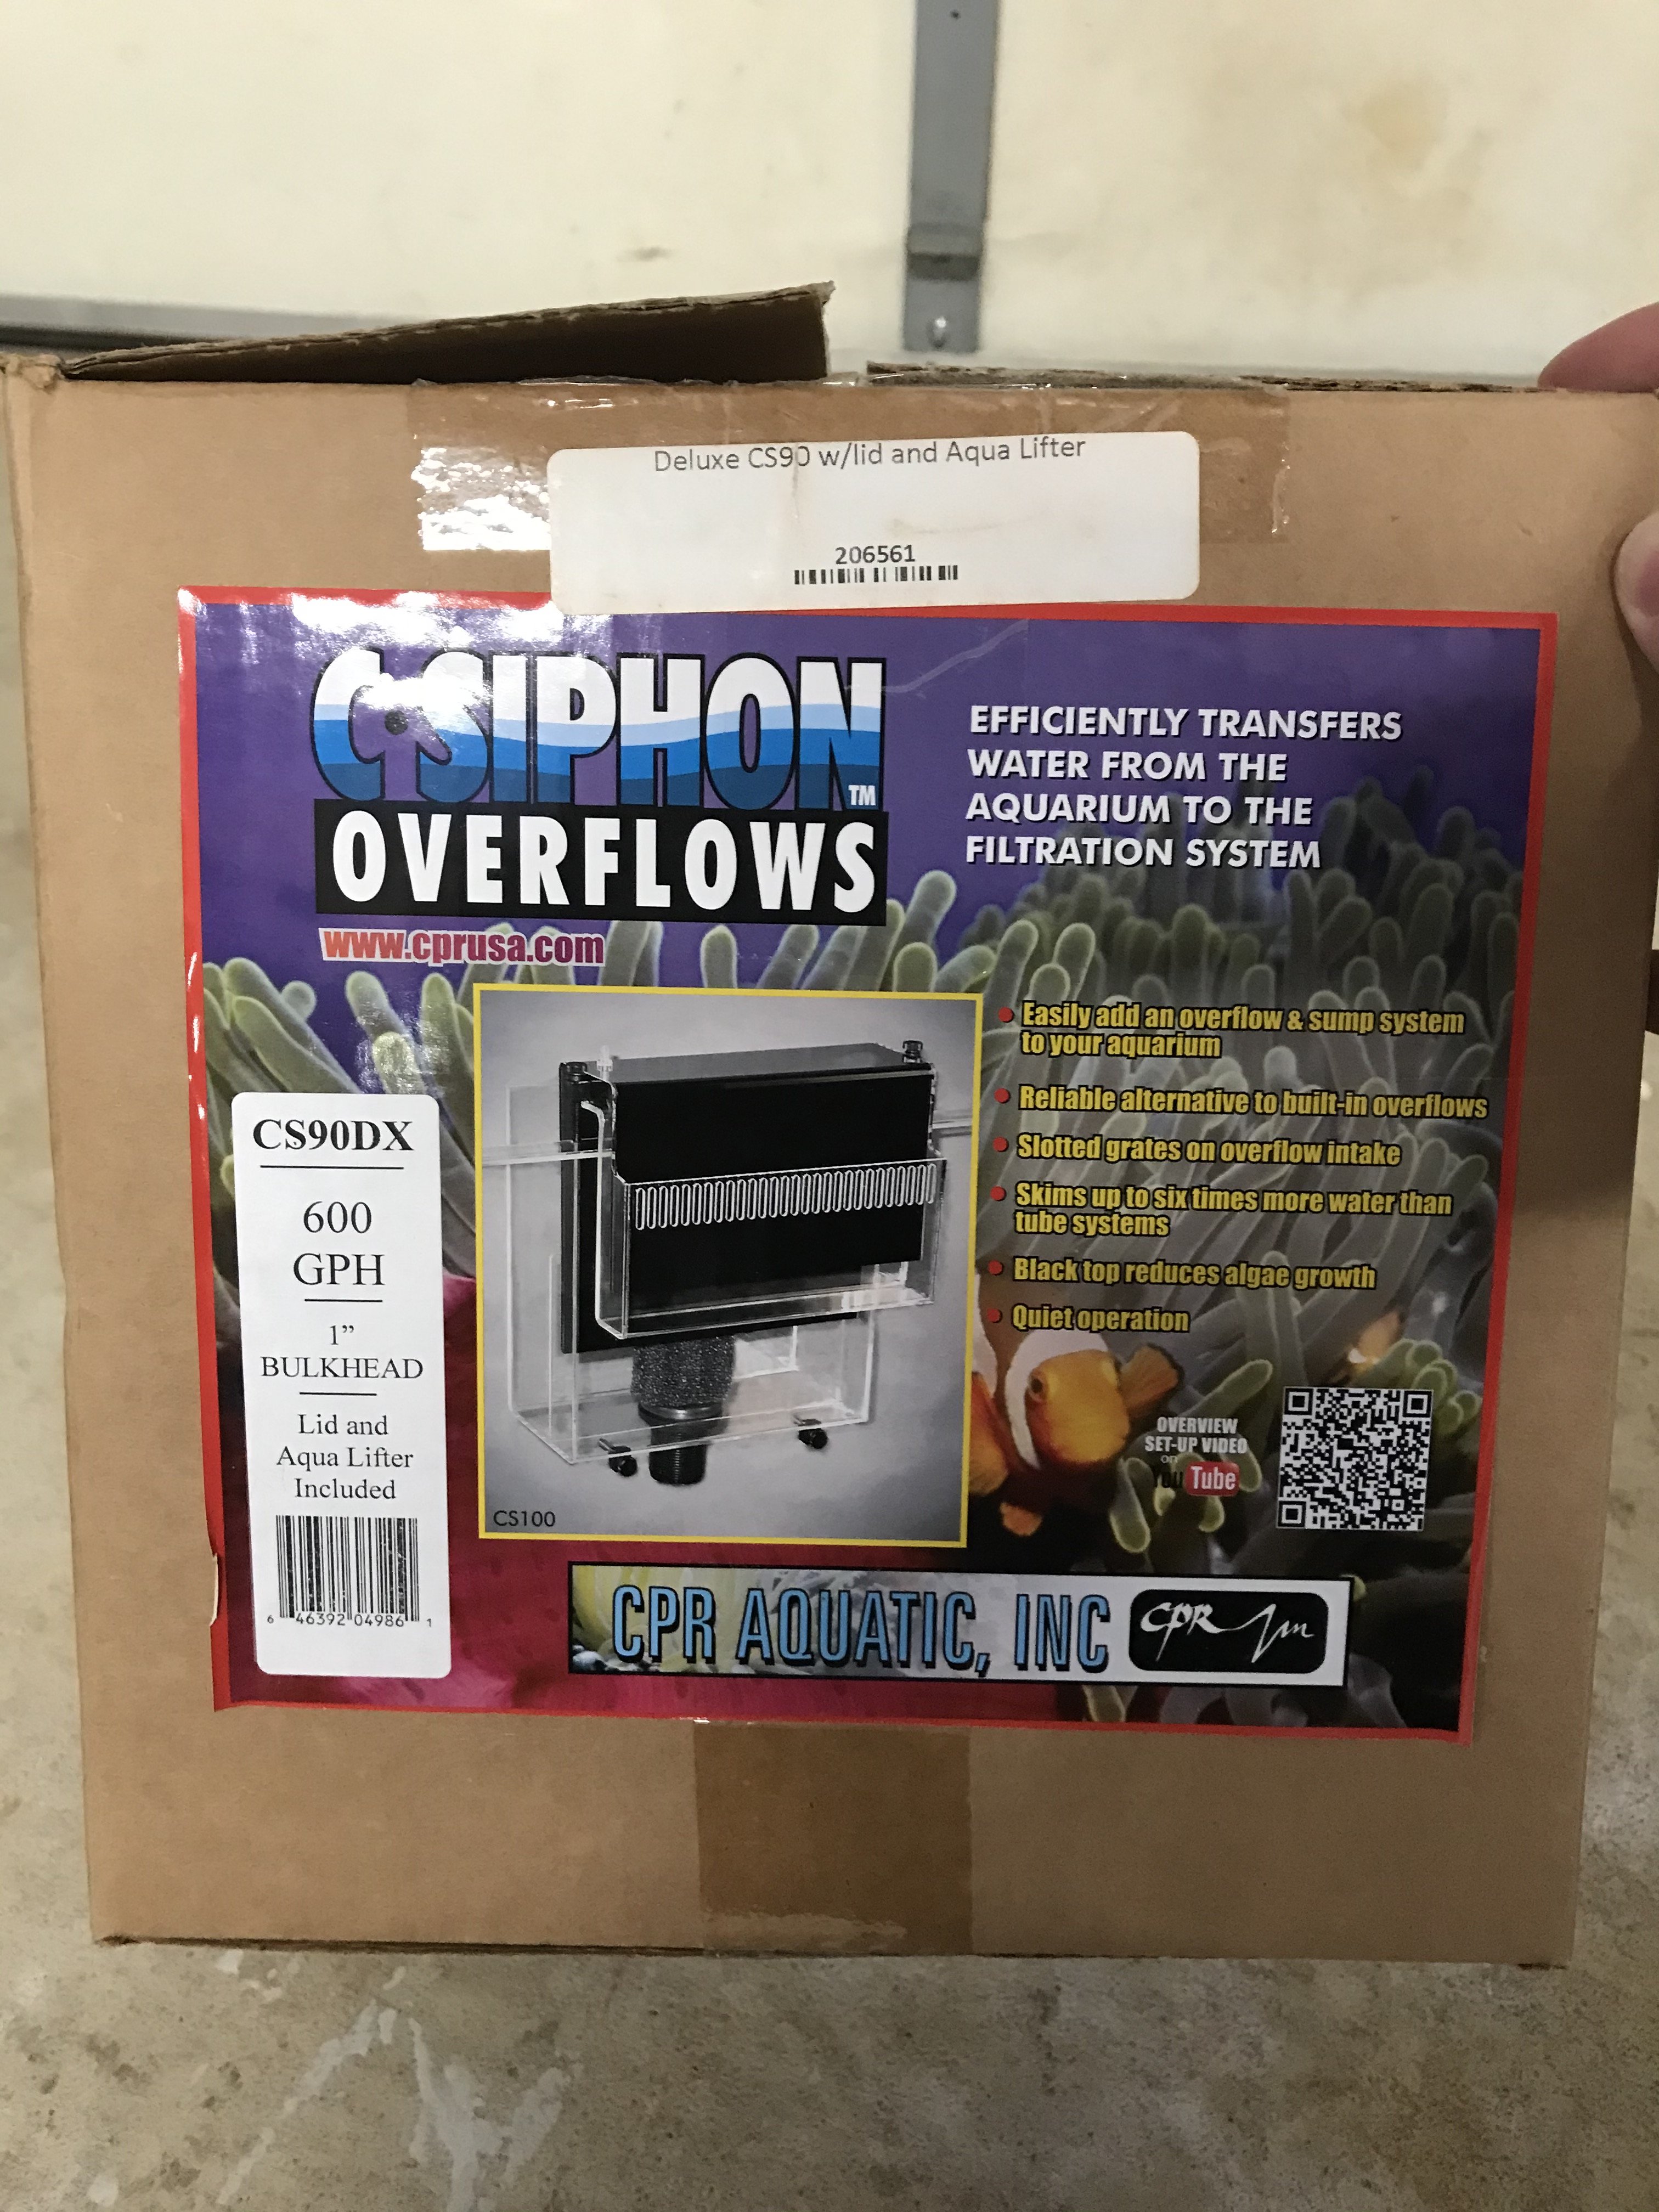 Deluxe CS90 w/lid and Aqua Lifter
206561
C•SIPHON™
OVERFLOWS
www.cprusa.com
EFFICIENTLY TRANSFERS
WATER FROM THE
AQUARIUM TO THE
FILTRATION SYSTEM
• Easily add an overflow & sump system
to your aquarium
• Reliable alternative to built-in overflows
• Slotted grates on overflow intake
• Skims up to six times more water than
tube systems
• Black top reduces algae growth
• Quiet operation
CS90DX
600
GPH
1”
BULKHEAD
Lid and
Aqua Lifter
Included
6 46392 04986 1
CS100
OVERVIEW
SET-UP VIDEO
on
YouTube
CPR AQUATIC, INC
CPR